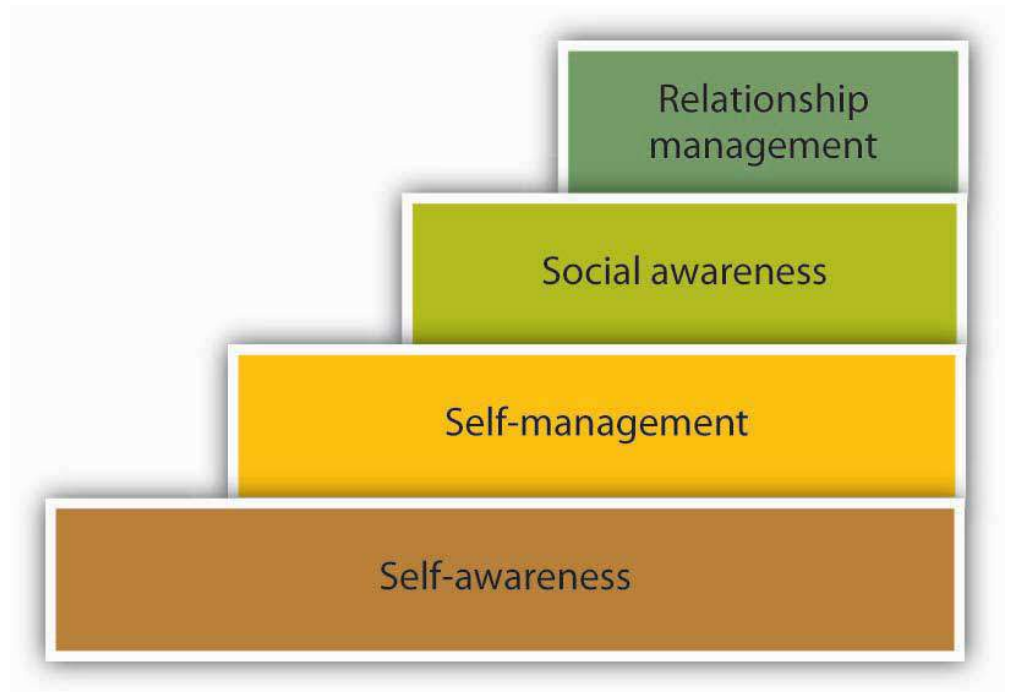 Relationship
management
Social awareness
Self-management
Self-awareness